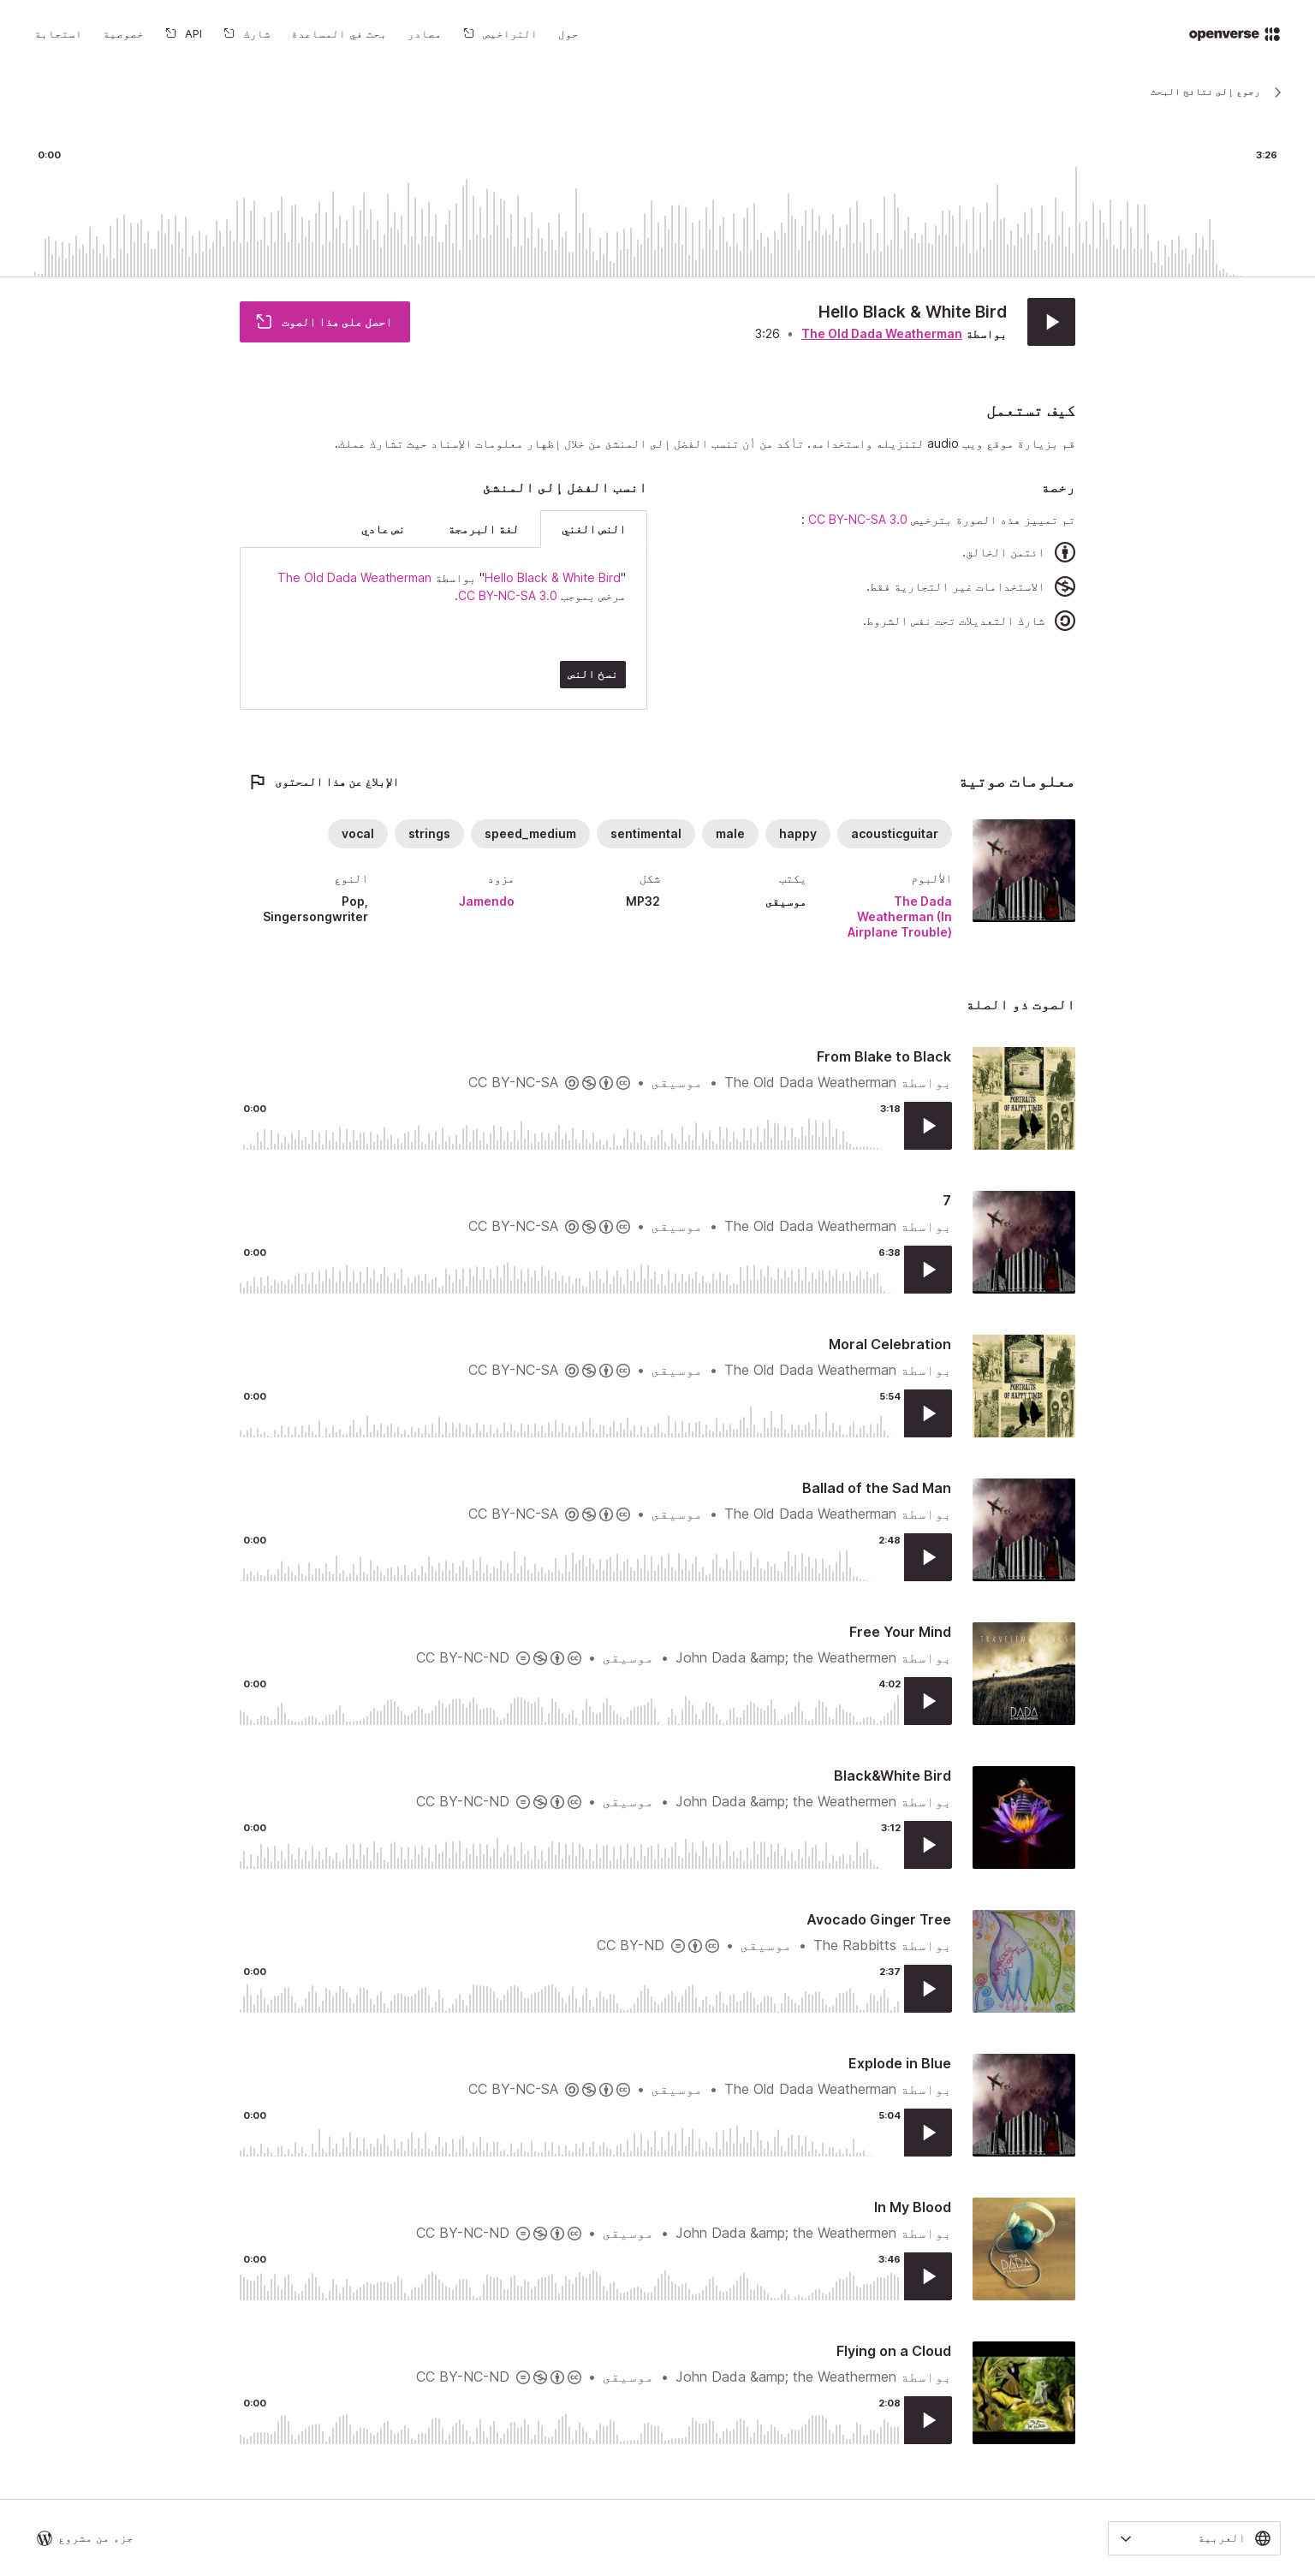 openverse
حول
التراخيص
مصادر
بحث في المساعدة
شارك
API
خصوصية
استجابة
رجوع إلى نتائج البحث
0:00
3:26
Hello Black & White Bird
بواسطة The Old Dada Weatherman • 3:26
احصل على هذا الصوت
كيف تستعمل
قم بزيارة موقع ويب audio لتنزيله واستخدامه. تأكد من أن تنسب الفضل إلى المنشئ من خلال إظهار معلومات الإسناد حيث تشارك عملك.
رخصة
تم تمييز هذه الصورة بترخيص CC BY-NC-SA 3.0 :
ائتمن الخالق.
الاستخدامات غير التجارية فقط.
شارك التعديلات تحت نفس الشروط.
انسب الفضل إلى المنشئ
النص الغني
لغة البرمجة
نص عادي
"Hello Black & White Bird" بواسطة The Old Dada Weatherman
مرخص بموجب CC BY-NC-SA 3.0.
نسخ النص
معلومات صوتية
الإبلاغ عن هذا المحتوى
acousticguitar
happy
male
sentimental
speed_medium
strings
vocal
الألبوم
The Dada
Weatherman (In
Airplane Trouble)
يكتب
موسيقى
شكل
MP32
مزود
Jamendo
النوع
Pop,
Singersongwriter
الصوت ذو الصلة
From Blake to Black
بواسطة The Old Dada Weatherman • موسيقى • CC BY-NC-SA
0:00
3:18
7
بواسطة The Old Dada Weatherman • موسيقى • CC BY-NC-SA
0:00
6:38
PORTRAITS
OF HAPPY TIMES
Moral Celebration
بواسطة The Old Dada Weatherman • موسيقى • CC BY-NC-SA
0:00
5:54
PORTRAITS
OF HAPPY TIMES
Ballad of the Sad Man
بواسطة The Old Dada Weatherman • موسيقى • CC BY-NC-SA
0:00
2:48
Free Your Mind
بواسطة John Dada &amp; the Weathermen • موسيقى • CC BY-NC-ND
0:00
4:02
DADA
Black&White Bird
بواسطة John Dada &amp; the Weathermen • موسيقى • CC BY-NC-ND
0:00
3:12
Avocado Ginger Tree
بواسطة The Rabbitts • موسيقى • CC BY-ND
0:00
2:37
Explode in Blue
بواسطة The Old Dada Weatherman • موسيقى • CC BY-NC-SA
0:00
5:04
In My Blood
بواسطة John Dada &amp; the Weathermen • موسيقى • CC BY-NC-ND
0:00
3:46
DADA
Flying on a Cloud
بواسطة John Dada &amp; the Weathermen • موسيقى • CC BY-NC-ND
0:00
2:08
العربية
جزء من مشروع